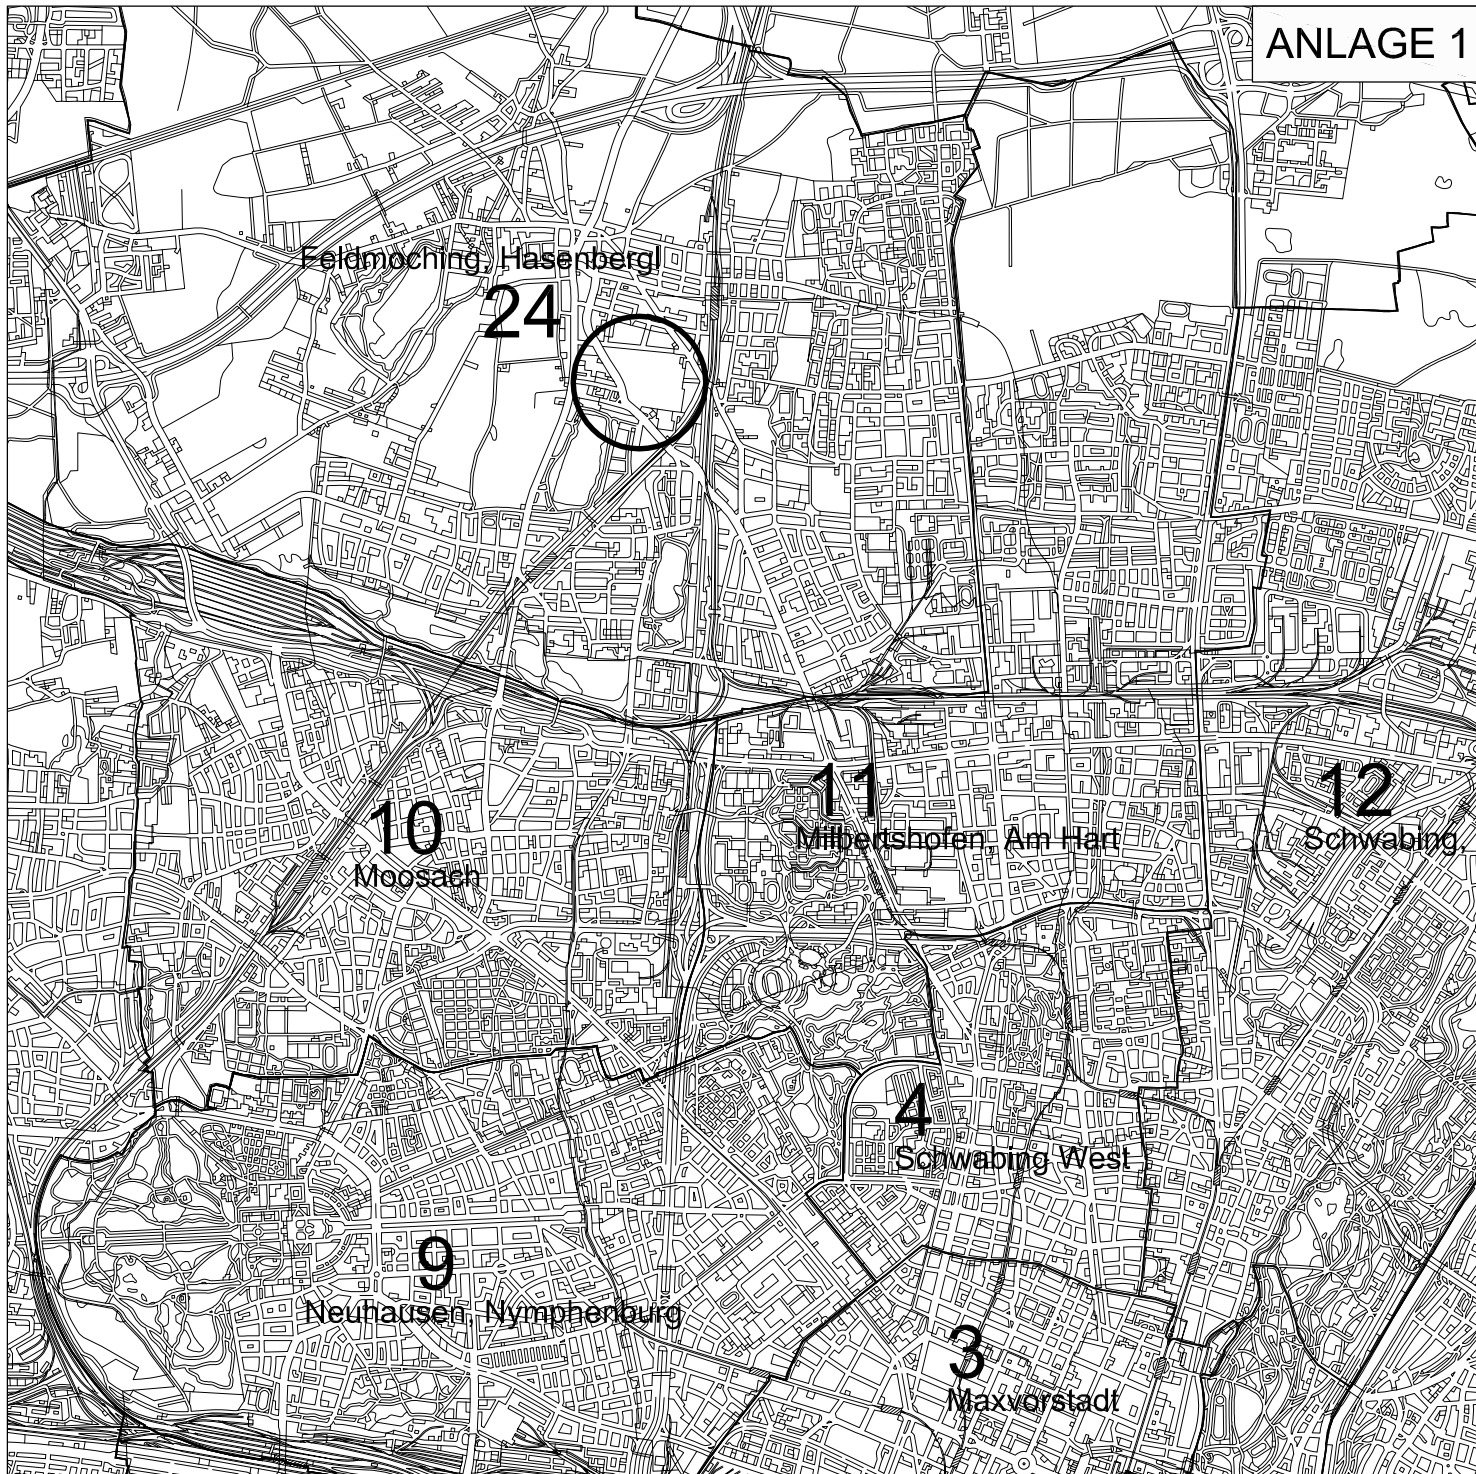 ANLAGE 1
Feldmoching, Hasenbergl
24
11
Milbertshofen, Am Hart
12
Schwabing,
10
Moosach
4
Schwabing West
9
Neuhausen, Nymphenburg
3
Maxvorstadt